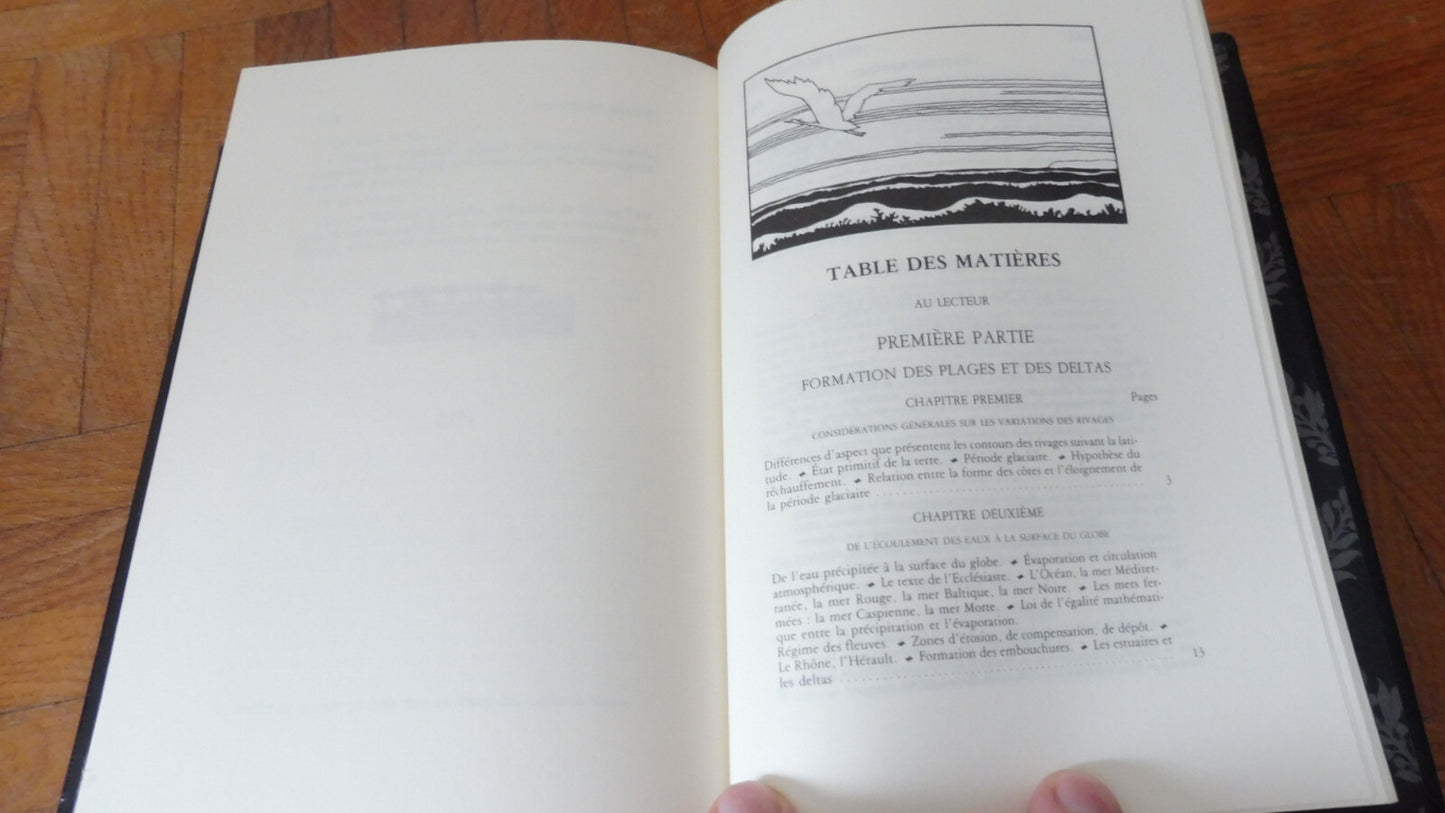 TABLE DES MATIÈRES
AU LECTEUR
PREMIÈRE PARTIE
FORMATION DES PLAGES ET DES DELTAS
CHAPITRE PREMIER Pages
CONSIDÉRATIONS GÉNÉRALES SUR LES VARIATIONS DES RIVAGES
Différences d'aspect que présentent les contours des rivages suivant la lati-
tude. État primitif de la terre. Période glaciaire. Hypothèse du
réchauffement. Relation entre la forme des côtes et l'éloignement de
la période glaciaire 3
CHAPITRE DEUXIÈME
DE L'ÉCOULEMENT DES EAUX À LA SURFACE DU GLOBE
De l'eau précipitée à la surface du globe. Évaporation et circulation
atmosphérique. Le texte de l'Ecclésiaste. L'Océan, la mer Méditer-
ranée, la mer Rouge, la mer Baltique, la mer Noire. Les mers fer-
mées : la mer Caspienne, la mer Morte. Loi de l'égalité mathémati-
que entre la précipitation et l'évaporation.
Régime des fleuves. Zones d'érosion, de compensation, de dépôt.
Le Rhône, l'Hérault. Formation des embouchures. Les estuaires et
les deltas 13